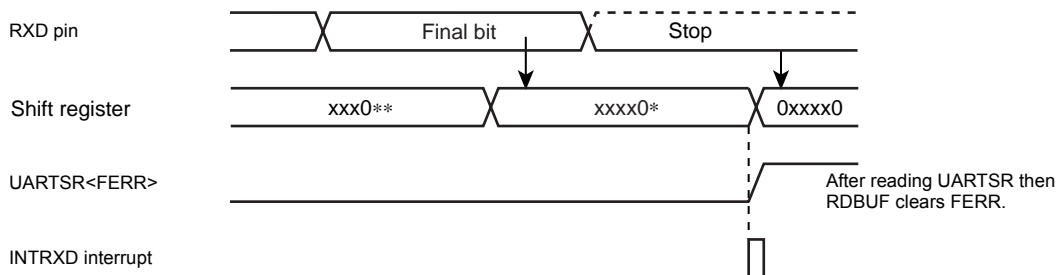 RXD pin
Final bit
Stop
Shift register
xxx0**
xxxx0*
0xxxx0
UARTSR<FERR>
After reading UARTSR then
RDBUF clears FERR.
INTRXD interrupt